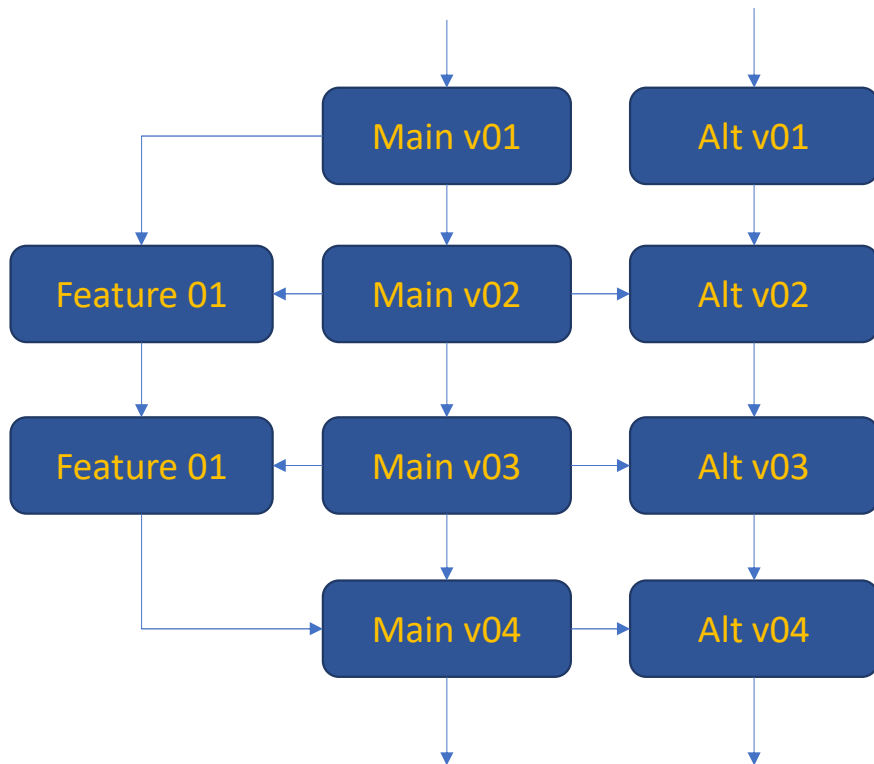 Main v01
Alt v01
Feature 01
Main v02
Alt v02
Feature 01
Main v03
Alt v03
Main v04
Alt v04